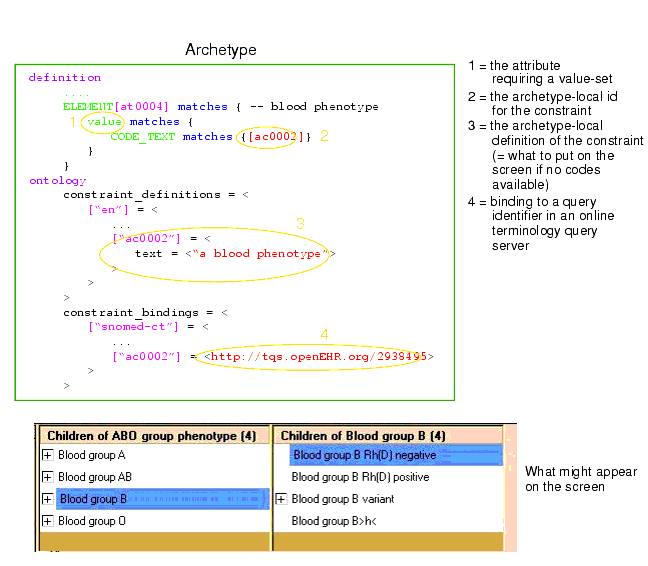 Archetype
definition
....
ELEMENT[at0004] matches { -- blood phenotype
1 value matches {
CODE_TEXT matches {[ac0002]} 2
}
}
ontology
constraint_definitions = <
["en"] = <
...
3
["ac0002"] = <
text = <"a blood phenotype">
>
>
>
constraint_bindings = <
["snomed-ct"] = <
4
...
["ac0002"] = <http://tqs.openEHR.org/2938495>
>
>
1 = the attribute
requiring a value-set
2 = the archetype-local id
for the constraint
3 = the archetype-local
definition of the constraint
(= what to put on the
screen if no codes
available)
4 = binding to a query
identifier in an online
terminology query
server
Children of ABO group phenotype (4)
Blood group A
Blood group AB
Blood group B
Blood group O
Children of Blood group B (4)
Blood group B Rh(D) negative
Blood group B Rh(D) positive
Blood group B variant
Blood group B>h<
What might appear
on the screen